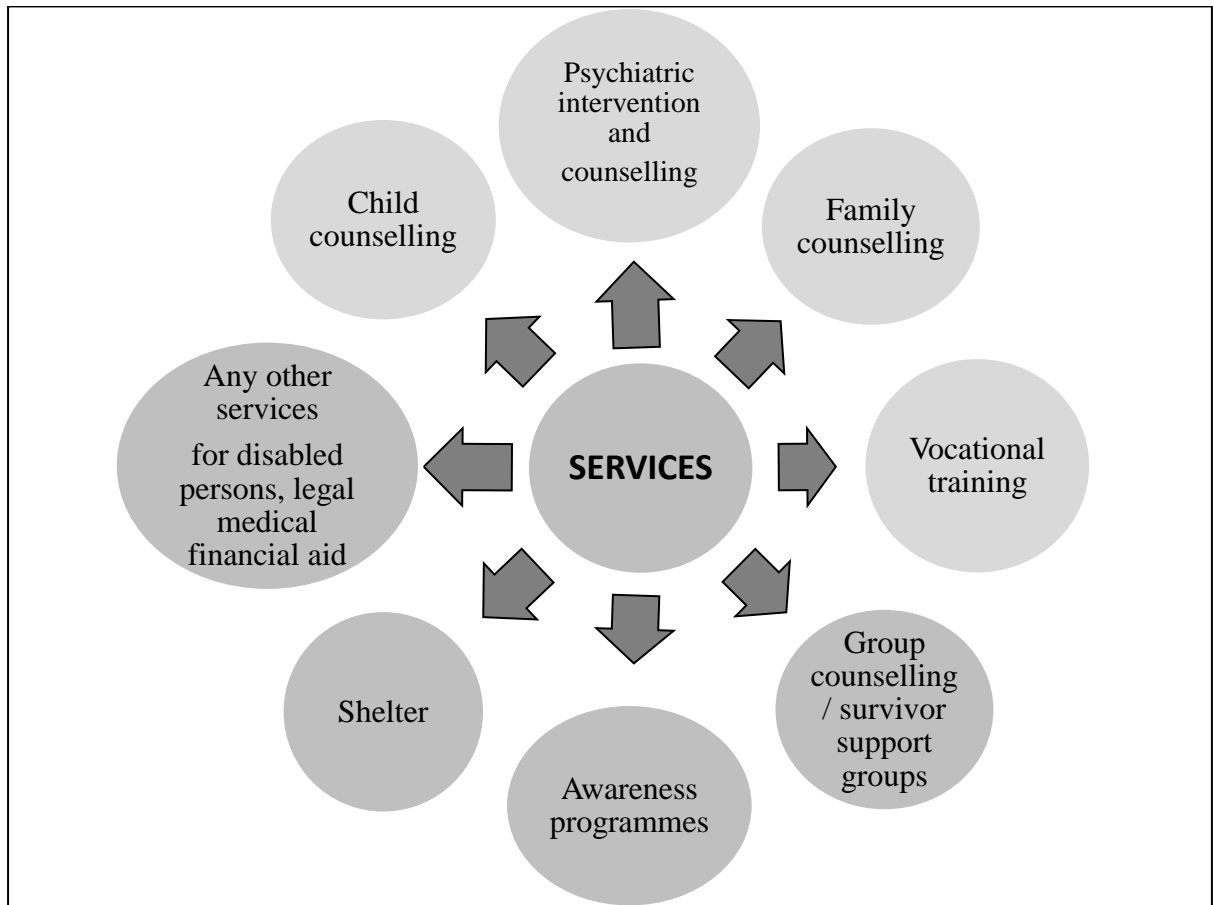 Psychiatric
intervention
and
counselling
Family
counselling
Vocational
training
Group
counselling
/ survivor
support
groups
Awareness
programmes
Shelter
Any other
services
for disabled
persons, legal
medical
financial aid
Child
counselling
SERVICES